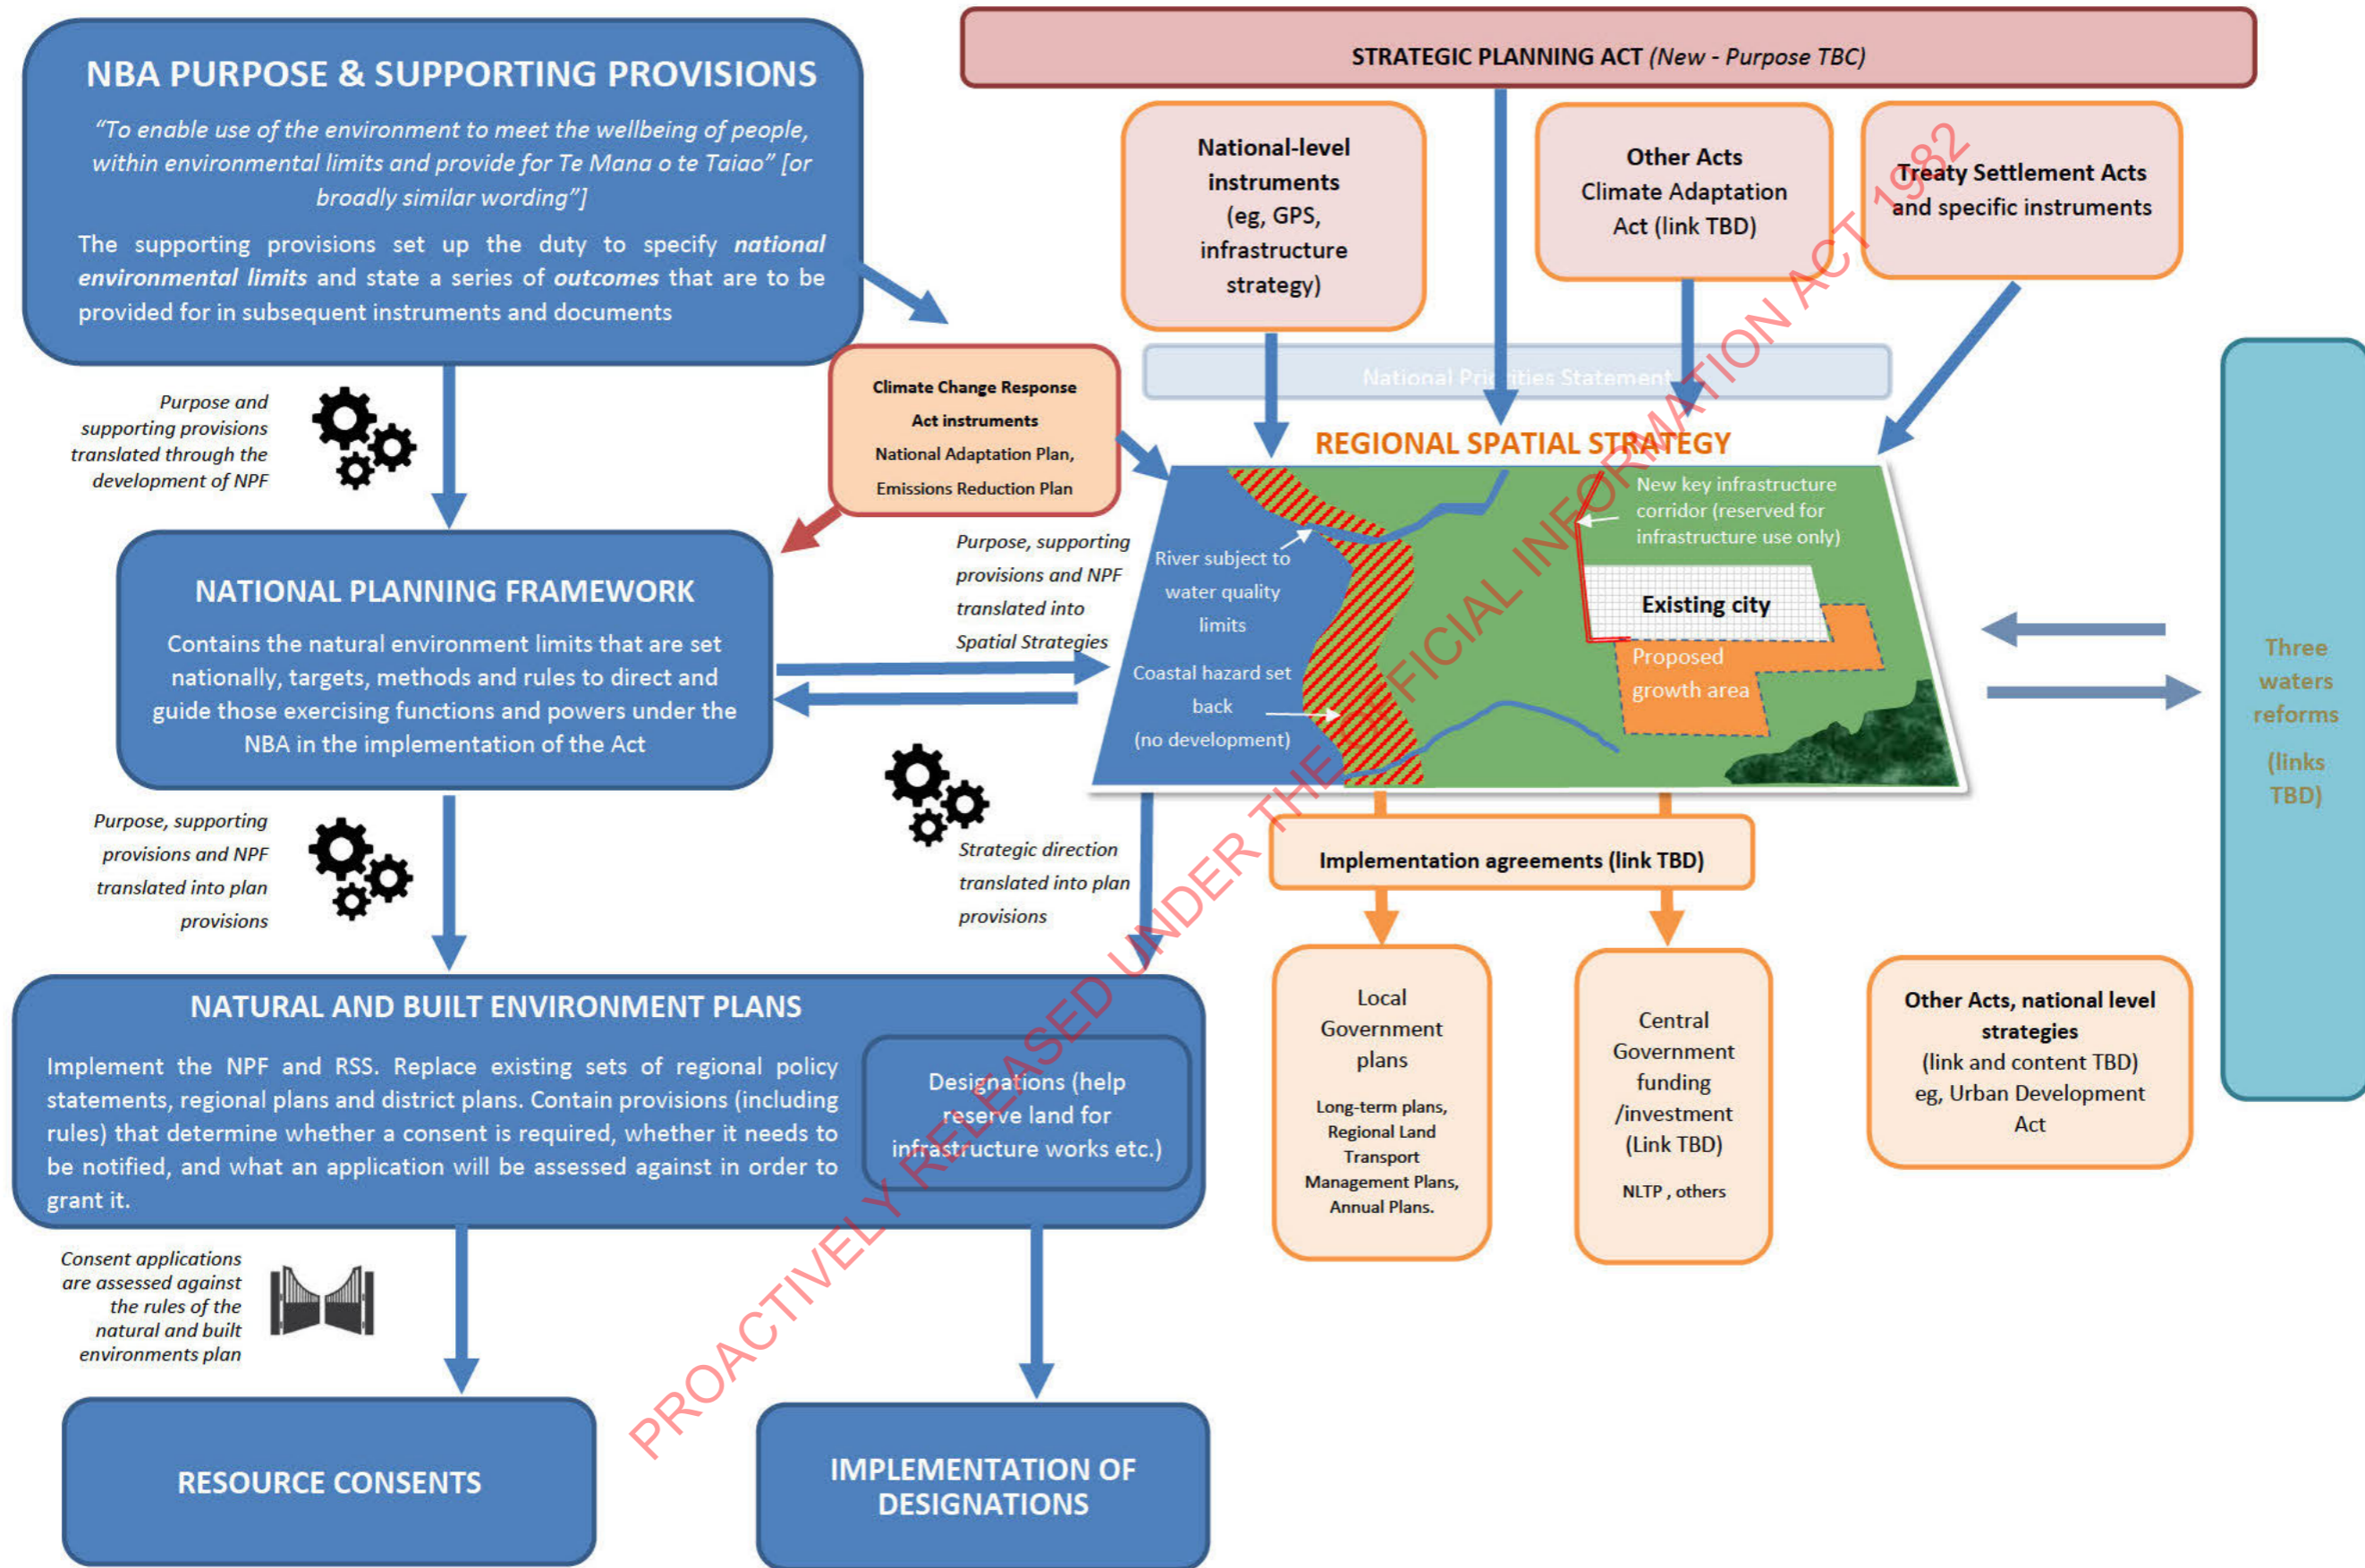 NBA PURPOSE & SUPPORTING PROVISIONS
“To enable use of the environment to meet the wellbeing of people,
within environmental limits and provide for Te Mana o te Taiao” [or
broadly similar wording”]
The supporting provisions set up the duty to specify national
environmental limits and state a series of outcomes that are to be
provided for in subsequent instruments and documents
STRATEGIC PLANNING ACT (New - Purpose TBC)
National-level
instruments
(eg, GPS,
infrastructure
strategy)
Other Acts
Climate Adaptation
Act (link TBD)
Treaty Settlement Acts
and specific instruments
National Priorities Statement
Climate Change Response
Act instruments
National Adaptation Plan,
Emissions Reduction Plan
Purpose and
supporting provisions
translated through the
development of NPF
REGIONAL SPATIAL STRATEGY
New key infrastructure
corridor (reserved for
infrastructure use only)
River subject to
water quality
limits
Coastal hazard set
back
(no development)
Existing city
Proposed
growth area
Three
waters
reforms
(links
TBD)
Purpose, supporting
provisions and NPF
translated into
Spatial Strategies
NATIONAL PLANNING FRAMEWORK
Contains the natural environment limits that are set
nationally, targets, methods and rules to direct and
guide those exercising functions and powers under the
NBA in the implementation of the Act
Purpose, supporting
provisions and NPF
translated into plan
provisions
Strategic direction
translated into plan
provisions
Implementation agreements (link TBD)
Local
Government
plans
Long-term plans,
Regional Land
Transport
Management Plans,
Annual Plans.
Central
Government
funding
/investment
(Link TBD)
NLTP , others
Other Acts, national level
strategies
(link and content TBD)
eg, Urban Development
Act
NATURAL AND BUILT ENVIRONMENT PLANS
Implement the NPF and RSS. Replace existing sets of regional policy
statements, regional plans and district plans. Contain provisions (including
rules) that determine whether a consent is required, whether it needs to
be notified, and what an application will be assessed against in order to
grant it.
Designations (help
reserve land for
infrastructure works etc.)
Consent applications
are assessed against
the rules of the
natural and built
environments plan
RESOURCE CONSENTS
IMPLEMENTATION OF
DESIGNATIONS
PROACTIVELY RELEASED UNDER THE OFFICIAL INFORMATION ACT 1982